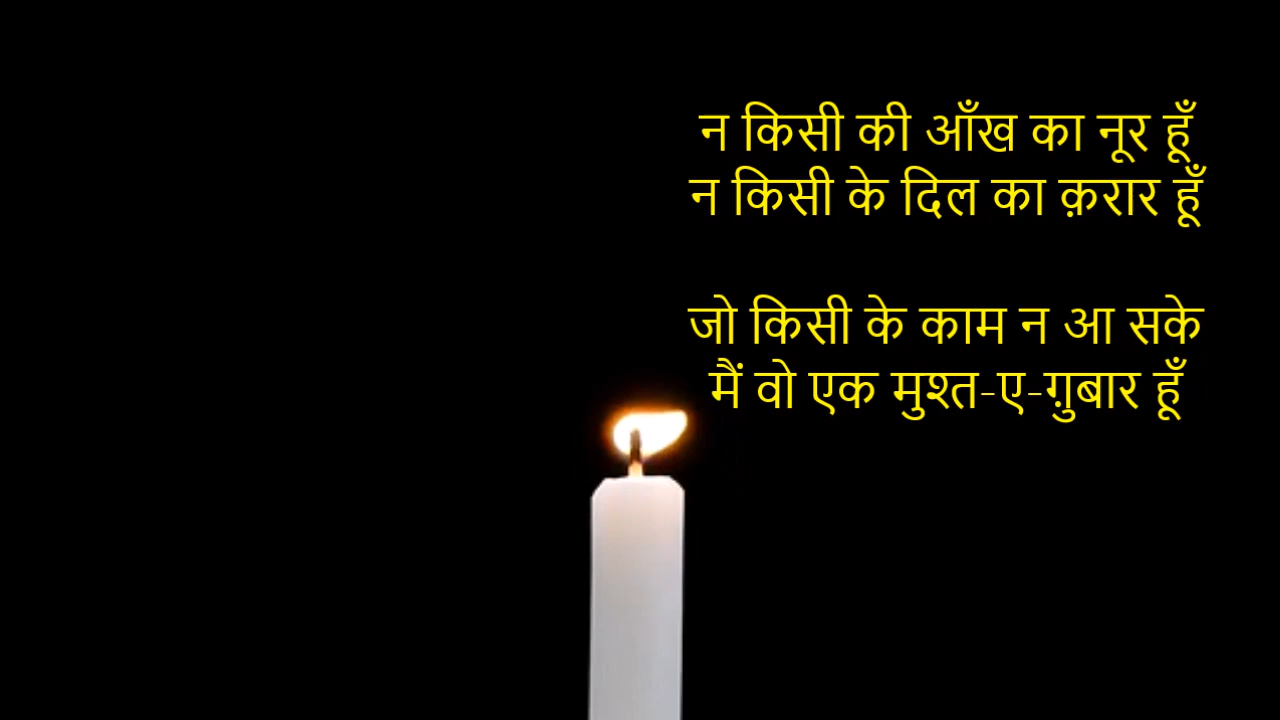 न किसी की आँख का नूर हूँ
न किसी के दिल का क़रार हूँ
जो किसी के काम न आ सके
मैं वो एक मुश्त-ए-ग़ुबार हूँ